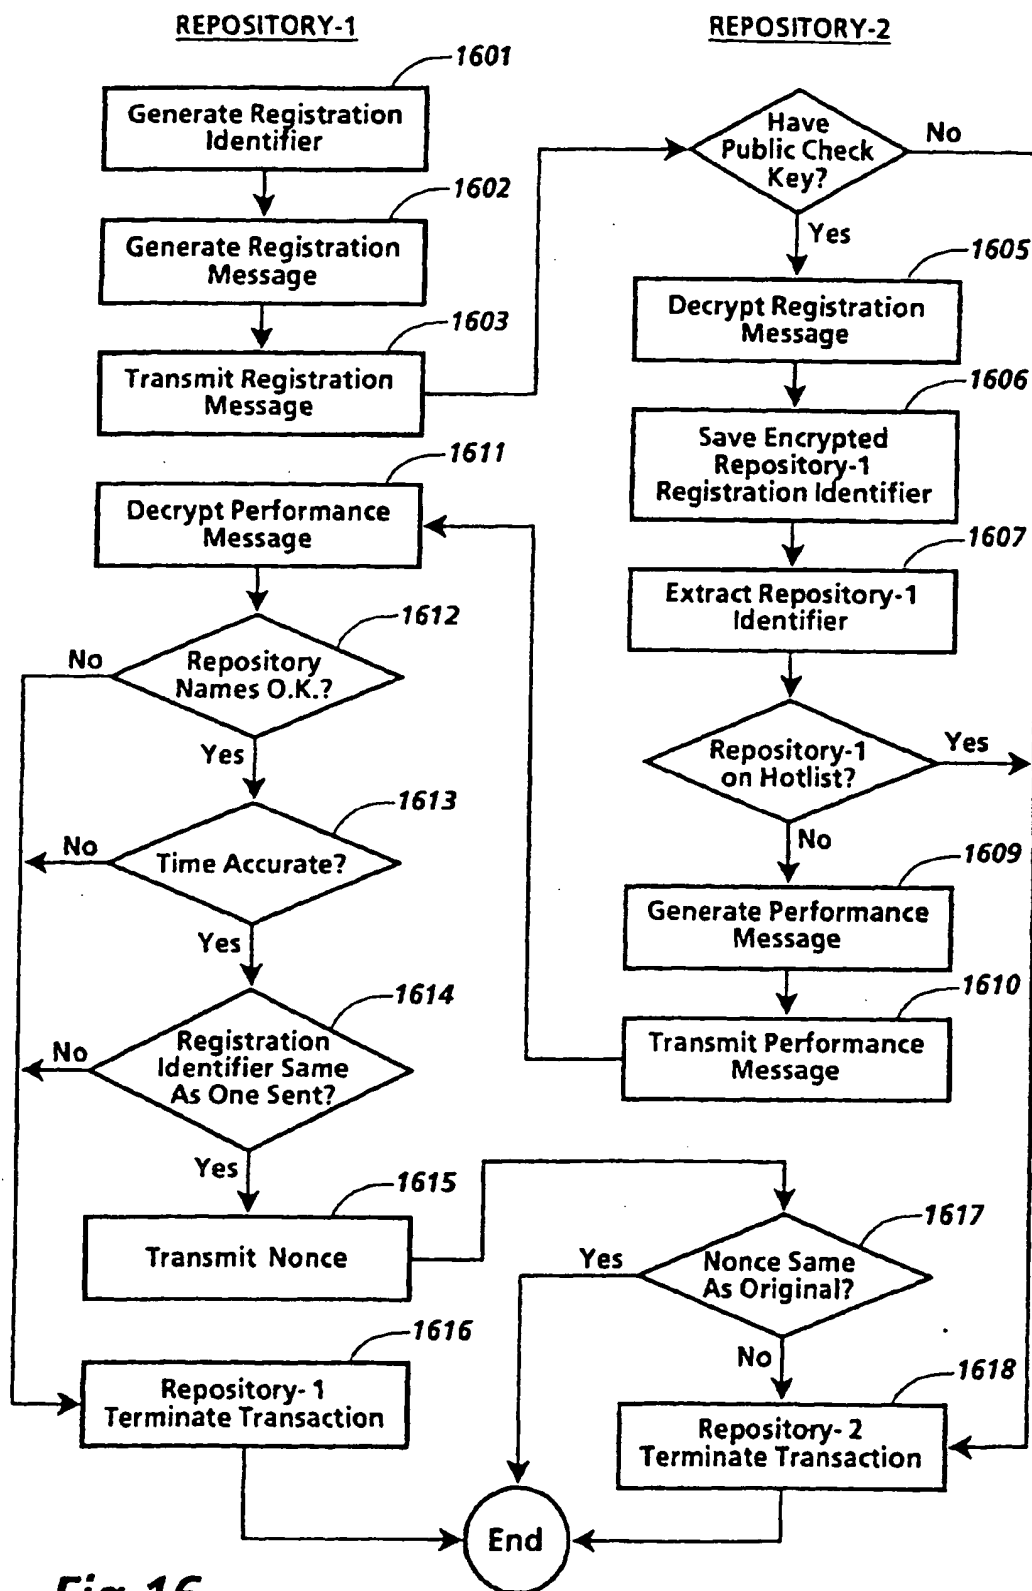 REPOSITORY-1
1601
Generate Registration
Identifier
1602
Generate Registration
Message
1603
Transmit Registration
Message
1611
Decrypt Performance
Message
1612
Repository
Names O.K.?
No
Yes
1613
Time Accurate?
No
Yes
1614
Registration
Identifier Same
As One Sent?
No
Yes
1615
Transmit Nonce
1616
Repository- 1
Terminate Transaction
REPOSITORY-2
Have
Public Check
Key?
No
Yes
1605
Decrypt Registration
Message
1606
Save Encrypted
Repository-1
Registration Identifier
1607
Extract Repository-1
Identifier
Repository-1
on Hotlist?
Yes
No
1609
Generate Performance
Message
1610
Transmit Performance
Message
1617
Nonce Same
As Original?
Yes
No
1618
Repository- 2
Terminate Transaction
End
Fig.16